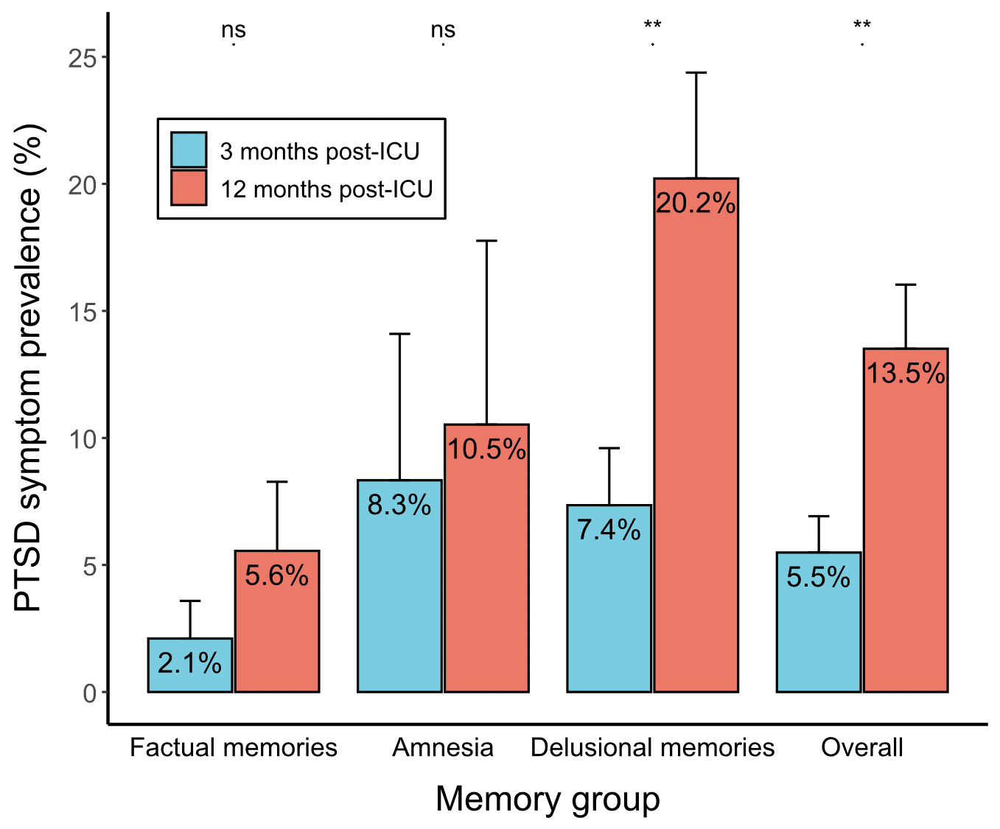 ns ns ** **
25
20
15
10
5
0
PTSD symptom prevalence (%)
3 months post-ICU
12 months post-ICU
2.1% 5.6% 8.3% 10.5% 7.4% 20.2% 5.5% 13.5%
Factual memories Amnesia Delusional memories Overall
Memory group